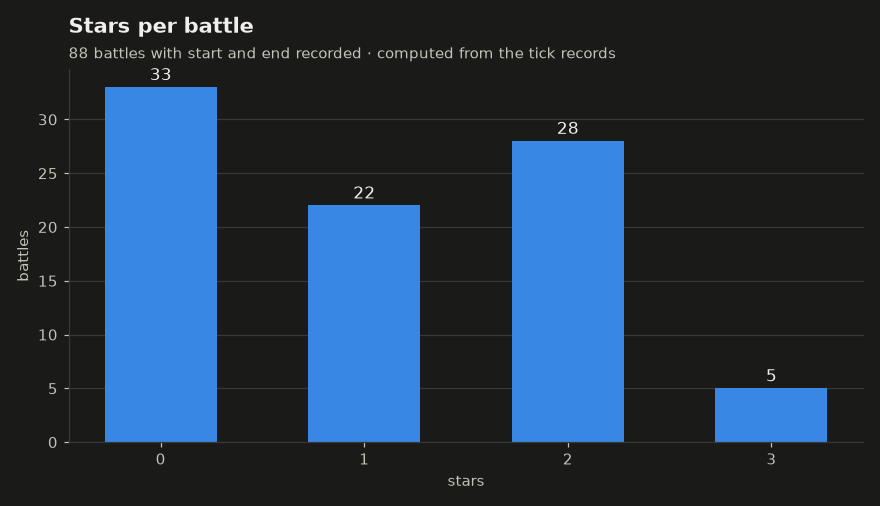 Stars per battle
88 battles with start and end recorded · computed from the tick records
33
28
22
5
30
25
20
15
10
5
0
battles
0 1 2 3
stars